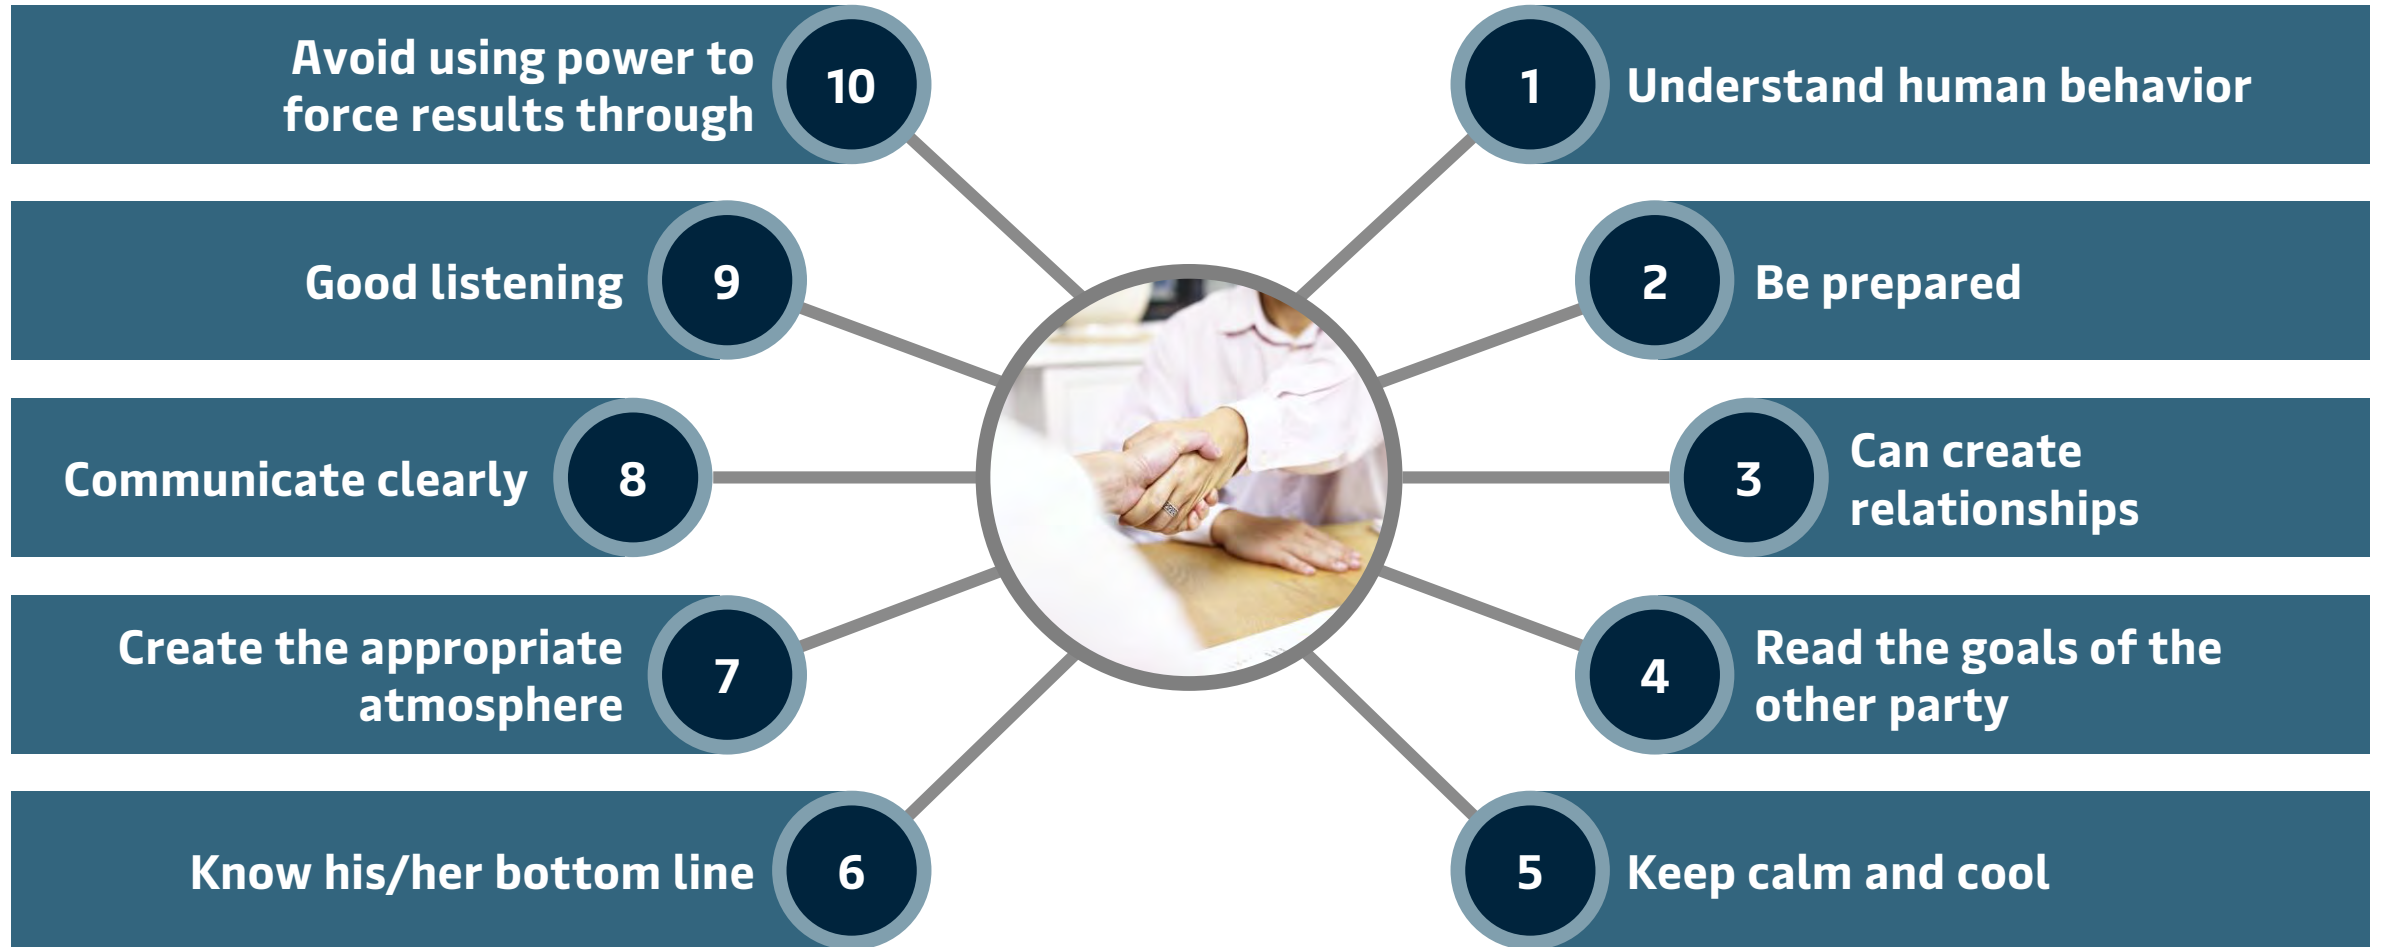 1
Understand human behavior
2
Be prepared
3
Can create
relationships
4
Read the goals of the
other party
5
Keep calm and cool
6
Know his/her bottom line
7
Create the appropriate
atmosphere
8
Communicate clearly
9
Good listening
10
Avoid using power to
force results through